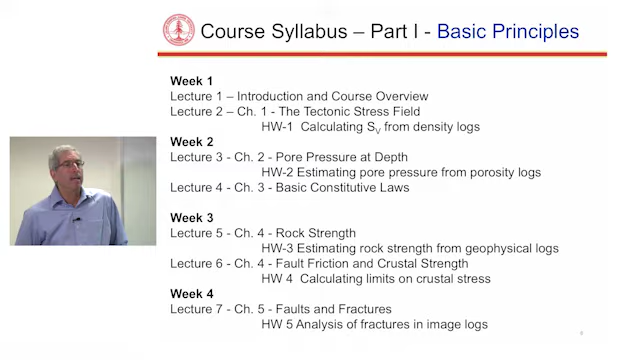 Course Syllabus – Part I - Basic Principles
Week 1
Lecture 1 – Introduction and Course Overview
Lecture 2 – Ch. 1 - The Tectonic Stress Field
HW-1 Calculating SV from density logs
Week 2
Lecture 3 - Ch. 2 - Pore Pressure at Depth
HW-2 Estimating pore pressure from porosity logs
Lecture 4 - Ch. 3 - Basic Constitutive Laws
Week 3
Lecture 5 - Ch. 4 - Rock Strength
HW-3 Estimating rock strength from geophysical logs
Lecture 6 - Ch. 4 - Fault Friction and Crustal Strength
HW 4 Calculating limits on crustal stress
Week 4
Lecture 7 - Ch. 5 - Faults and Fractures
HW 5 Analysis of fractures in image logs